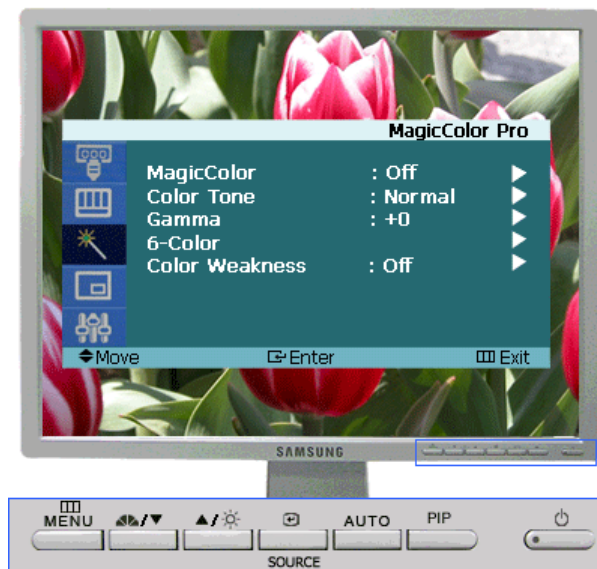 MagicColor Pro
MagicColor : Off
Color Tone : Normal
Gamma : +0
6-Color
Color Weakness : Off
Move Enter Exit
SAMSUNG
MENU AUTO PIP
SOURCE